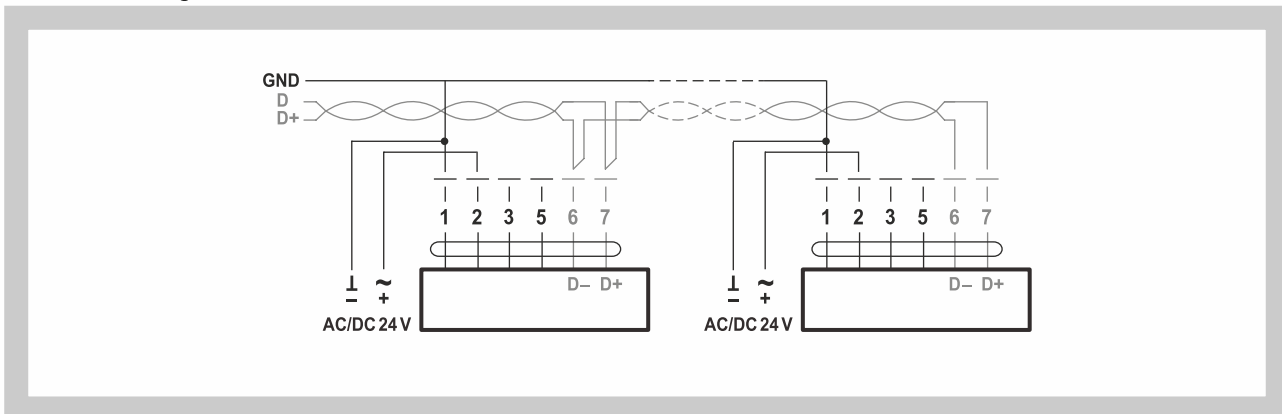 GND
D
D+
1 2 3 5 6 7 1 2 3 5 6 7
⊥ ~ D– D+ ⊥ ~ D– D+
– + – +
AC/DC 24 V AC/DC 24 V